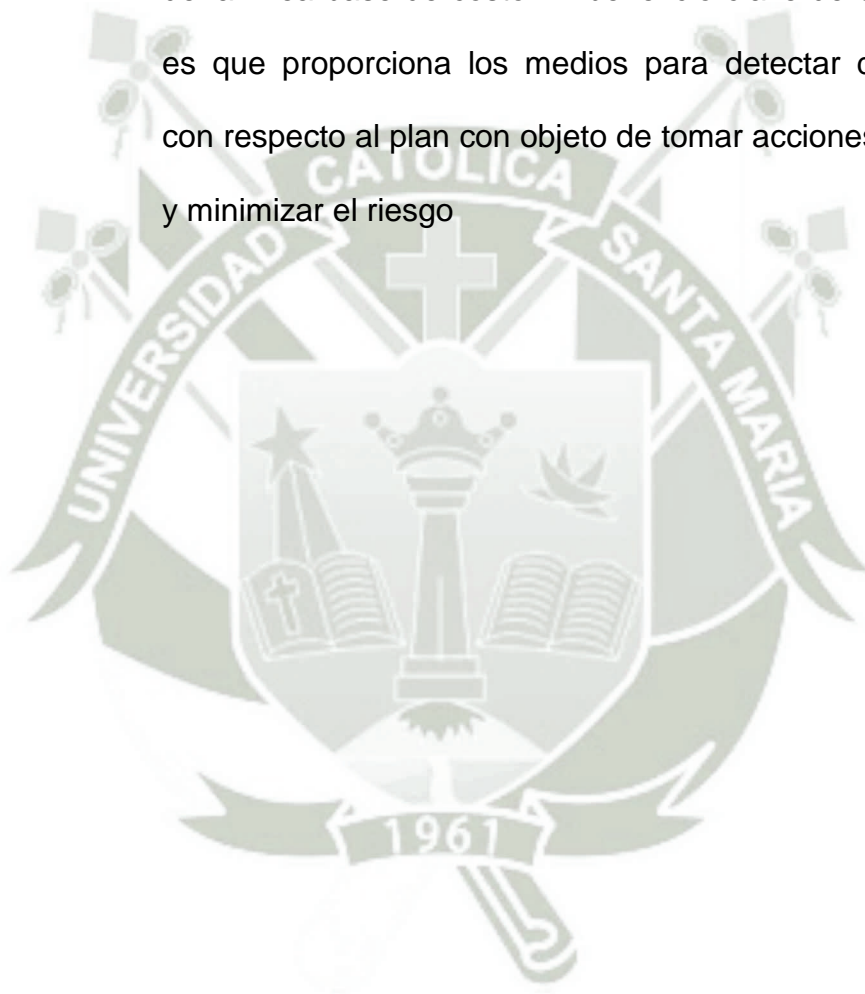 es que proporciona los medios para detectar
con respecto al plan con objeto de tomar acciones
y minimizar el riesgo
UNIVERSIDAD CATOLICA SANTA MARIA
1961